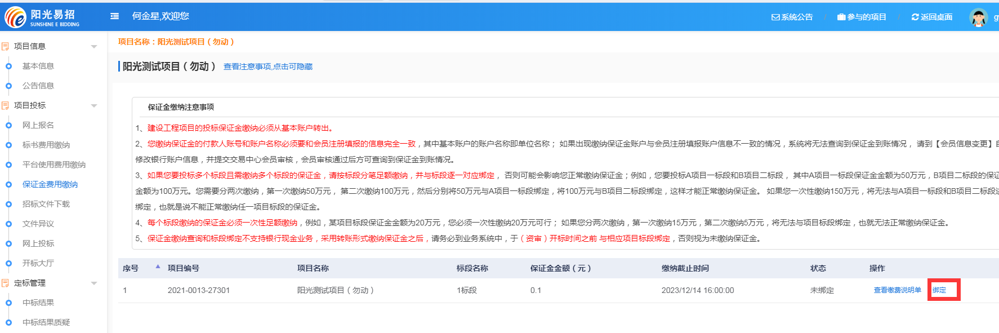 阳光易招
SUNSHINE E BIDDING
何金星,欢迎您
系统公告 / 参与的项目 / 返回桌面
项目信息
基本信息
公告信息
项目投标
网上报名
标书费用缴纳
平台使用费用缴纳
保证金费用缴纳
招标文件下载
文件异议
网上投标
开标大厅
定标管理
中标结果
中标结果质疑
项目名称：阳光测试项目（勿动）
阳光测试项目（勿动） 查看注意事项,点击可隐藏
保证金缴纳注意事项
1、建设工程项目的投标保证金缴纳必须从基本账户转出。
2、您缴纳保证金的付款人账号和账户名称必须要和会员注册填报的信息完全一致，其中基本账户的账户名称即单位名称； 如果出现缴纳保证金账户与会员注册填报账户信息不一致的情况，系统将无法查询到保证金到账情况， 请到【会员信息变更】
修改银行账户信息，并提交交易中心会员审核，会员审核通过后方可查询到保证金到账情况。
3、如果您要投标多个标段且需缴纳多个标段的保证金，请按标段分笔足额缴纳，并与标段逐一对应绑定， 否则可能会影响您正常缴纳保证金；例如，您要投标A项目一标段和B项目二标段， 其中A项目一标段保证金金额为50万元，B项目二标段的保证
金额为100万元。您需要分两次缴纳，第一次缴纳50万元， 第二次缴纳100万元，然后分别将50万元与A项目一标段绑定，将100万元与B项目二标段绑定，这样才能正常缴纳保证金。 如果您一次性缴纳150万元，将无法与A项目一标段和B项目二标段
绑定，也就是说不能正常缴纳任一项目标段的保证金。
4、每个标段缴纳的保证金必须一次性足额缴纳，例如，某项目标段保证金金额为20万元，您必须一次性缴纳20万元可行； 如果您分两次缴纳，第一次缴纳15万元，第二次缴纳5万元，将无法与项目标段绑定，也就无法正常缴纳保证金。
5、保证金缴纳查询和标段绑定不支持银行现金业务，采用转账形式缴纳保证金之后，请务必到业务系统中，于（资审）开标时间之前 与相应项目标段绑定，否则视为未缴纳保证金。
序号 项目编号 项目名称 标段名称 保证金金额（元） 缴纳截止时间 状态 操作
1 2021-0013-27301 阳光测试项目（勿动） 1标段 0.1 2023/12/14 16:00:00 未绑定 查看缴费说明单 绑定